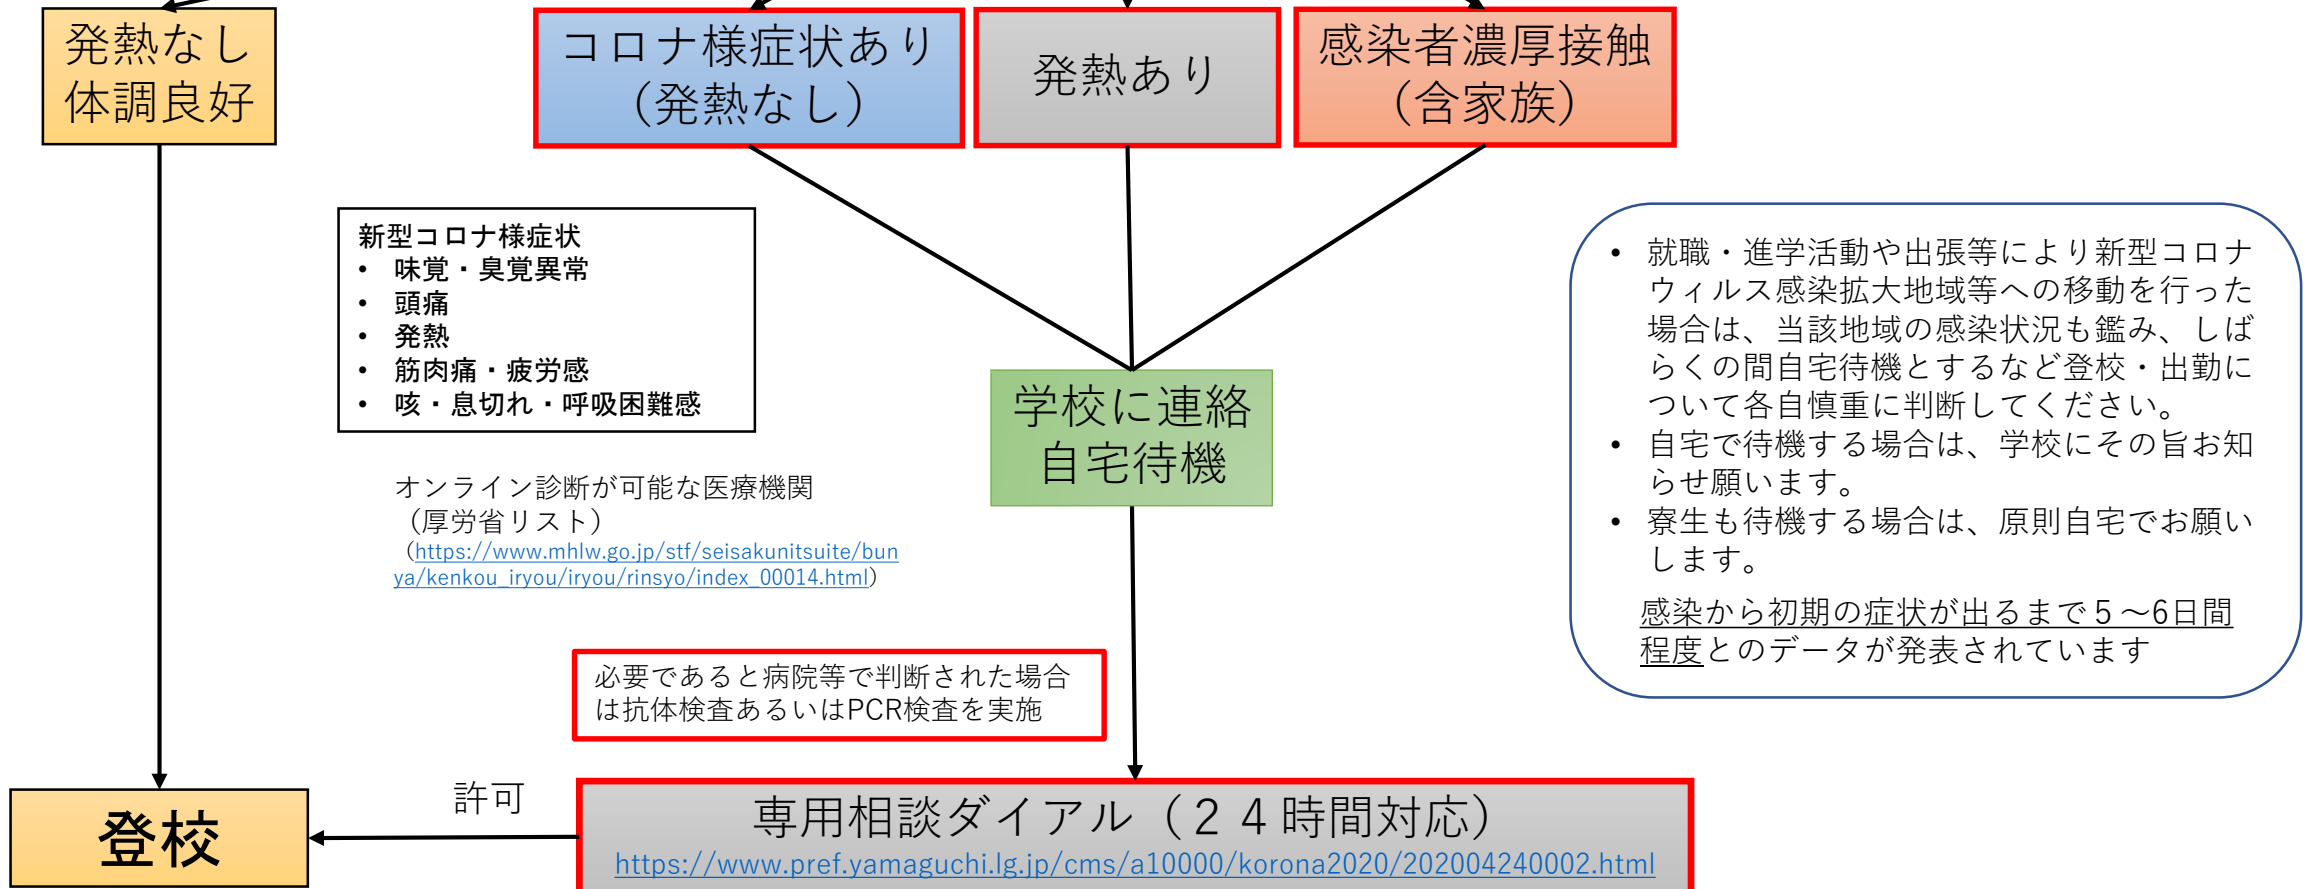 発熱なし
体調良好
コロナ様症状あり
（発熱なし）
発熱あり
感染者濃厚接触
（含家族）
新型コロナ様症状
• 味覚・臭覚異常
• 頭痛
• 発熱
• 筋肉痛・疲労感
• 咳・息切れ・呼吸困難感
オンライン診断が可能な医療機関
（厚労省リスト）
（https://www.mhlw.go.jp/stf/seisakunitsuite/bun
ya/kenkou_iryou/iryou/rinsyo/index_00014.html）
学校に連絡
自宅待機
• 就職・進学活動や出張等により新型コロナ
ウィルス感染拡大地域等への移動を行った
場合は、当該地域の感染状況も鑑み、しば
らくの間自宅待機とするなど登校・出勤に
ついて各自慎重に判断してください。
• 自宅で待機する場合は、学校にその旨お知
らせ願います。
• 寮生も待機する場合は、原則自宅でお願い
します。
感染から初期の症状が出るまで５～6日間
程度とのデータが発表されています
必要であると病院等で判断された場合
は抗体検査あるいはPCR検査を実施
登校
許可
専用相談ダイアル（２４時間対応）
https://www.pref.yamaguchi.lg.jp/cms/a10000/korona2020/202004240002.html